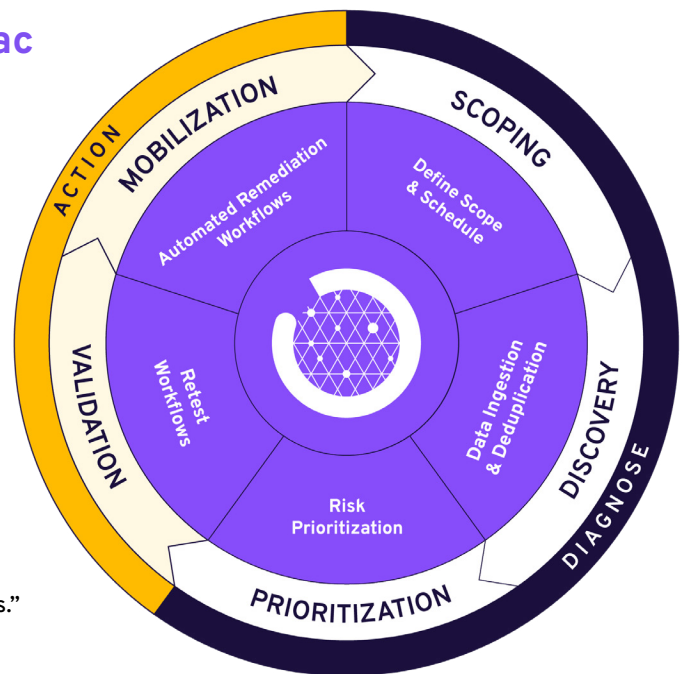 ac
SCOPING
Define Scope
& Schedule
DISCOVERY
Data Ingestion
& Deduplication
DIAGNOSE
PRIORITIZATION
Risk
Prioritization
VALIDATION
Retest
Workflows
ACTION
MOBILIZATION
Automated Remediation
Workflows
s.”